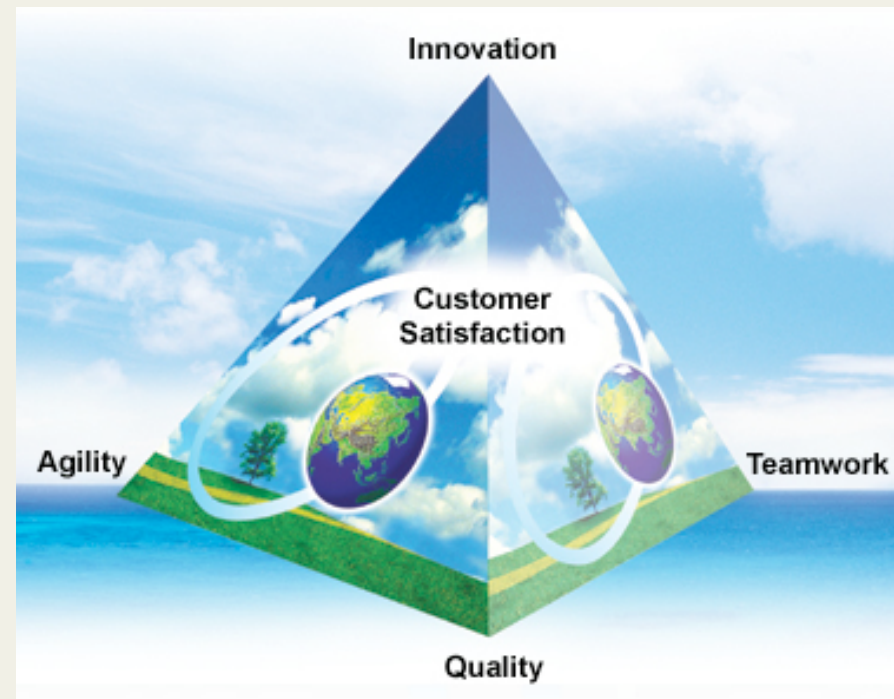 Innovation
Customer
Satisfaction
Agility
Teamwork
Quality